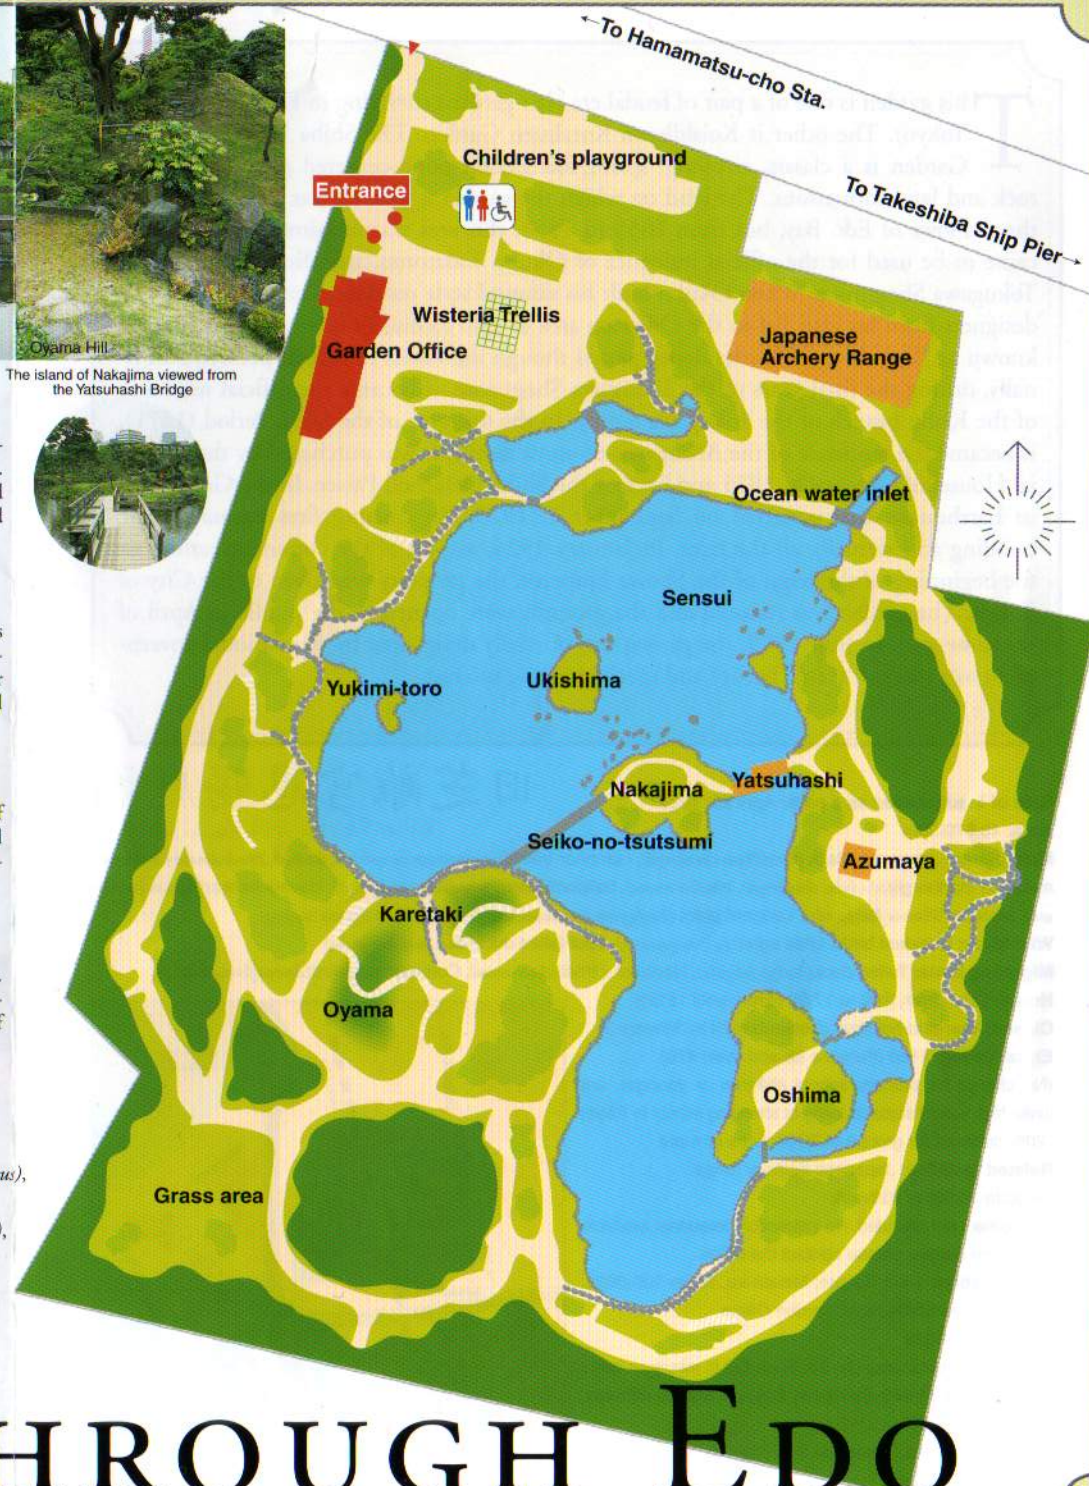 ←To Hamamatsu-cho Sta.
To Takeshiba Ship Pier→
Children's playground
Entrance
Wisteria Trellis
Garden Office
Japanese
Archery Range
Oyama Hill
The island of Nakajima viewed from
the Yatsuhashi Bridge
Ocean water inlet
Sensui
Ukishima
Yukimi-toro
Nakajima
Yatsuhashi
Seiko-no-tsutsumi
Azumaya
Karetaki
Oyama
Oshima
Grass area
us),
),
HROUGH EDO